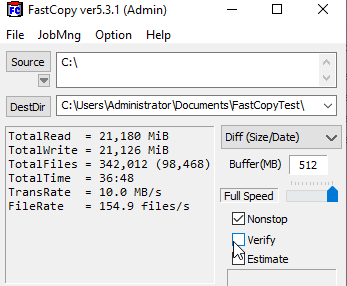 FC
FastCopy ver5.3.1 (Admin)
File JobMng Option Help
Source C:\
DestDir C:\Users\Administrator\Documents\FastCopyTest\
TotalRead = 21,180 MiB
TotalWrite = 21,126 MiB
TotalFiles = 342,012 (98,468)
TotalTime = 36:48
TransRate = 10.0 MB/s
FileRate = 154.9 files/s
Diff (Size/Date)
Buffer(MB) 512
Full Speed
Nonstop
Verify
Estimate